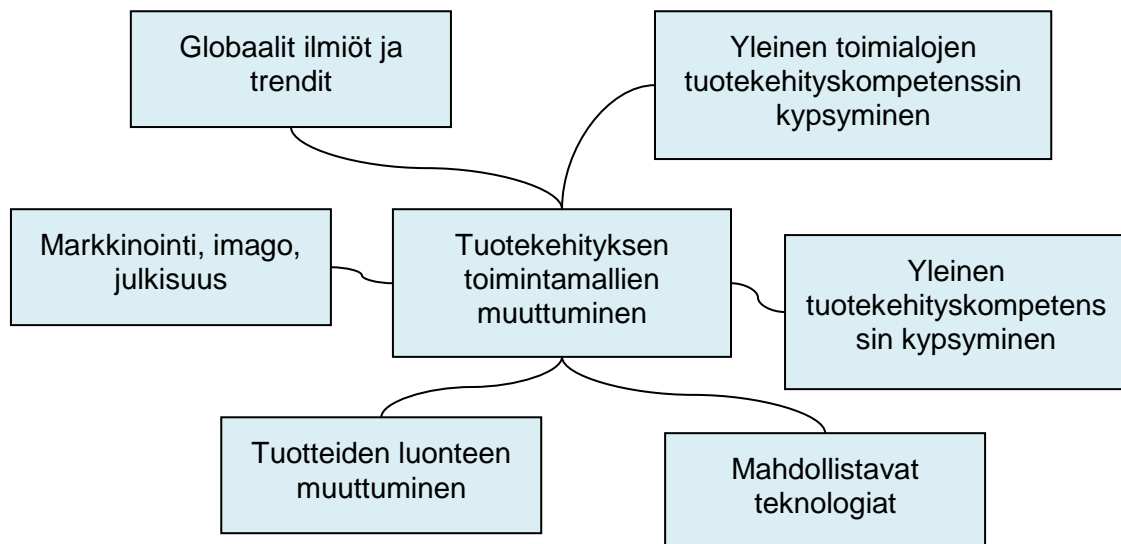 Globaalit ilmiöt ja
trendit
Yleinen toimialojen
tuotekehityskompetenssin
kypsyminen
Markkinointi, imago,
julkisuus
Tuotekehityksen
toimintamallien
muuttuminen
Yleinen
tuotekehityskompetens
sin kypsyminen
Tuotteiden luonteen
muuttuminen
Mahdollistavat
teknologiat